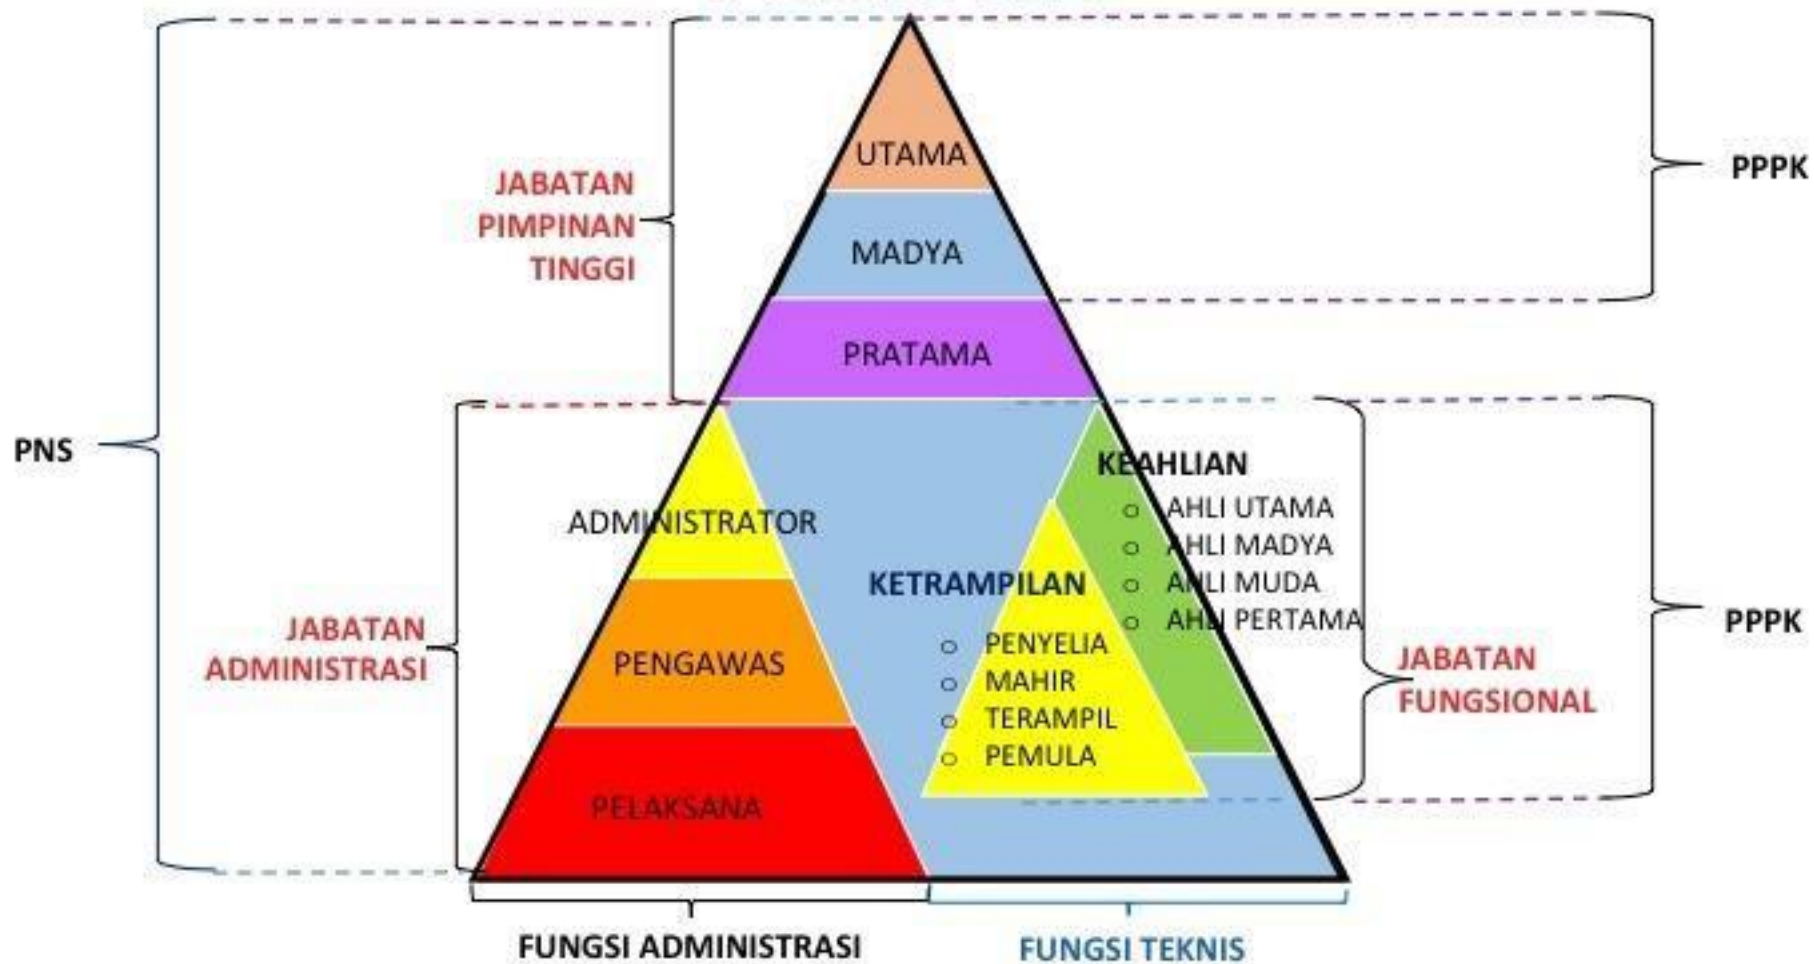 UTAMA
JABATAN
PIMPINAN
TINGGI
PPPK
MADYA
PRATAMA
PNS
KEAHLIAN
o AHLI UTAMA
o AHLI MADYA
o AHLI MUDA
o AHLI PERTAMA
ADMINISTRATOR
KETRAMPILAN
o PENYELIA
o MAHIR
o TERAMPIL
o PEMULA
JABATAN
ADMINISTRASI
PENGAWAS
PPPK
JABATAN
FUNGSIONAL
PELAKSANA
FUNGSI ADMINISTRASI
FUNGSI TEKNIS